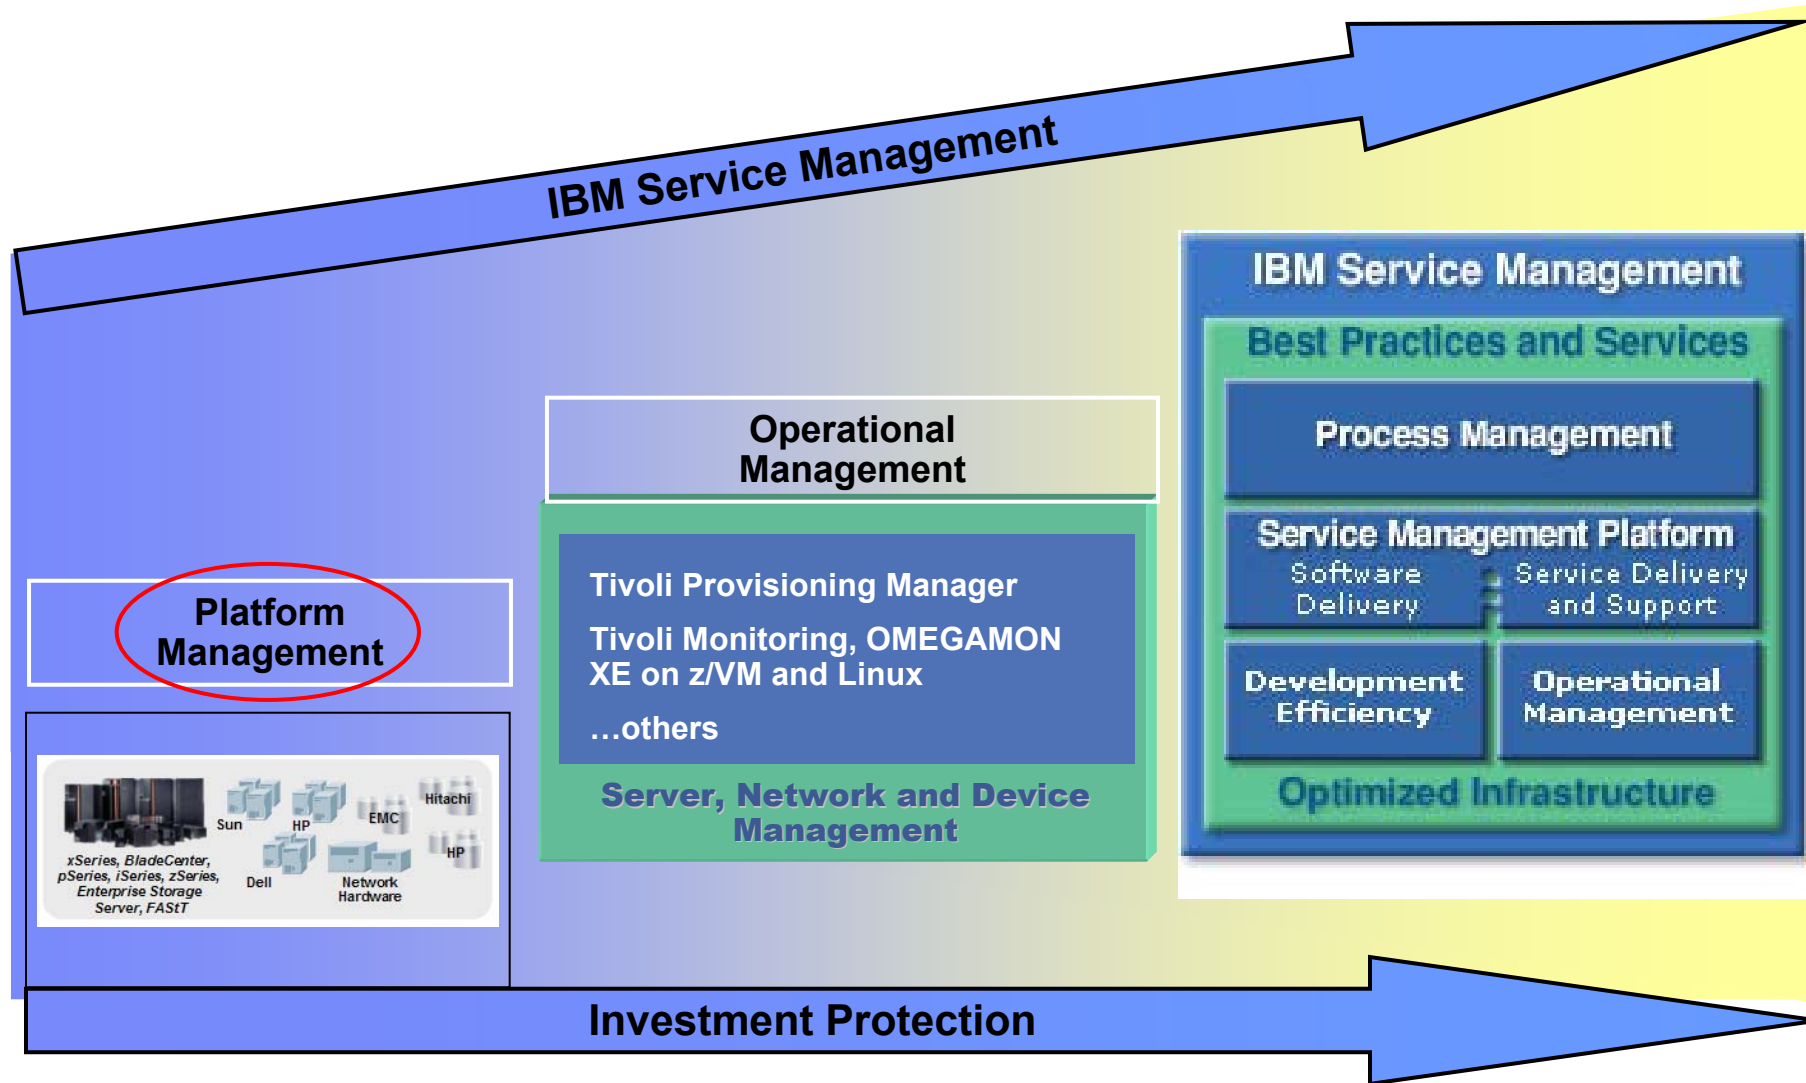 IBM Service Management
Platform
Management
Sun
HP
EMC
Hitachi
HP
Dell
Network
Hardware
xSeries, BladeCenter,
pSeries, iSeries, zSeries,
Enterprise Storage
Server, FAStT
Operational
Management
Tivoli Provisioning Manager
Tivoli Monitoring, OMEGAMON
XE on z/VM and Linux
…others
Server, Network and Device
Management
IBM Service Management
Best Practices and Services
Process Management
Service Management Platform
Software
Delivery
Service Delivery
and Support
Development
Efficiency
Operational
Management
Optimized Infrastructure
Investment Protection